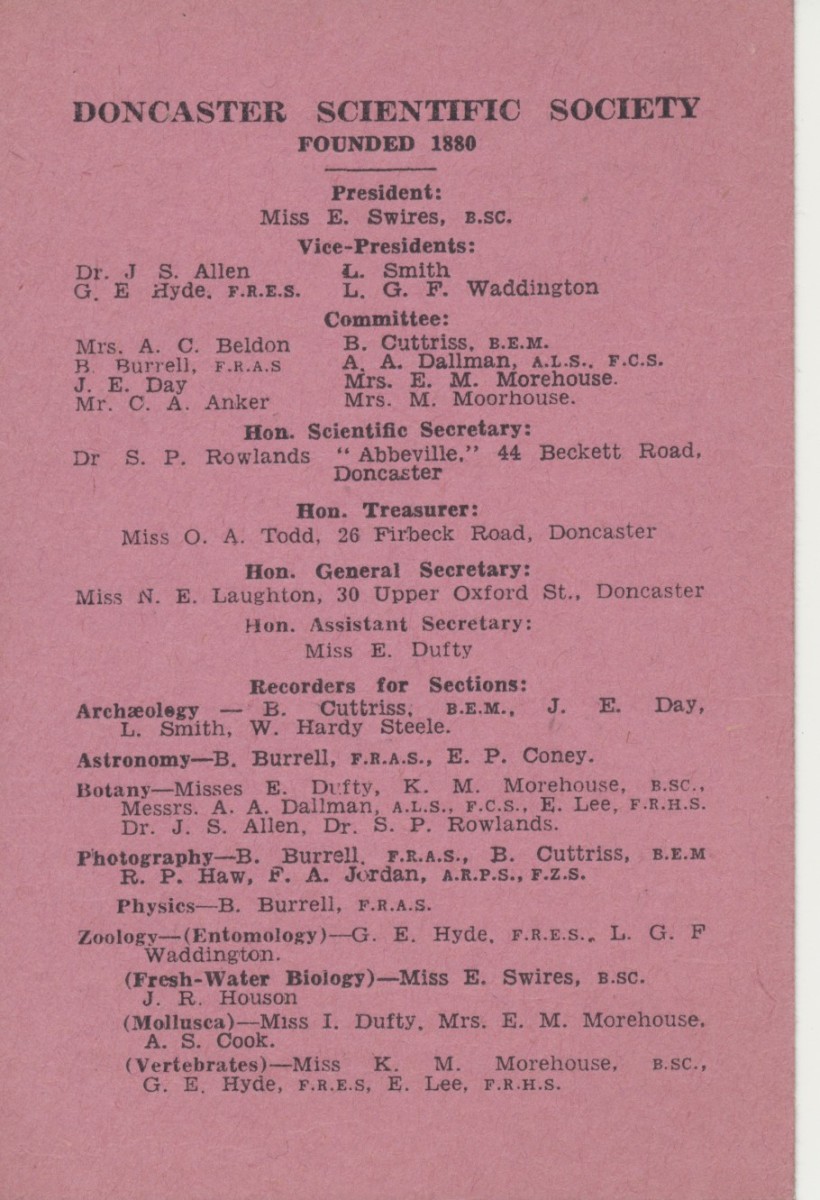 DONCASTER SCIENTIFIC SOCIETY
FOUNDED 1880
President:
Miss E. Swires, B.SC.
Vice-Presidents:
Dr. J S. Allen L. Smith
G. E Hyde, F.R.E.S. L. G. F. Waddington
Committee:
Mrs. A. C. Beldon B. Cuttriss, B.E.M.
B. Burrell, F.R.A.S A. A. Dallman, A.L.S., F.C.S.
J. E. Day Mrs. E. M. Morehouse.
Mr. C. A. Anker Mrs. M. Moorhouse.
Hon. Scientific Secretary:
Dr S. P. Rowlands “ Abbeville,” 44 Beckett Road,
Doncaster
Hon. Treasurer:
Miss O. A. Todd, 26 Firbeck Road, Doncaster
Hon. General Secretary:
Miss N. E. Laughton, 30 Upper Oxford St., Doncaster
Hon. Assistant Secretary:
Miss E. Dufty
Recorders for Sections:
Archæology — B. Cuttriss, B.E.M., J. E. Day,
L. Smith, W. Hardy Steele.
Astronomy—B. Burrell, F.R.A.S., E. P. Coney.
Botany—Misses E. Dufty, K. M. Morehouse, B.SC.,
Messrs. A. A. Dallman, A.L.S., F.C.S., E. Lee, F.R.H.S.
Dr. J. S. Allen, Dr. S. P. Rowlands.
Photography—B. Burrell, F.R.A.S., B. Cuttriss, B.E.M
R. P. Haw, F. A. Jordan, A.R.P.S., F.Z.S.
Physics—B. Burrell, F.R.A.S.
Zoology—(Entomology)—G. E. Hyde, F.R.E.S., L. G. F
Waddington.
(Fresh-Water Biology)—Miss E. Swires, B.SC.
J. R. Houson
(Mollusca)—Miss I. Dufty, Mrs. E. M. Morehouse,
A. S. Cook.
(Vertebrates)—Miss K. M. Morehouse, B.SC.,
G. E. Hyde, F.R.E.S, E. Lee, F.R.H.S.